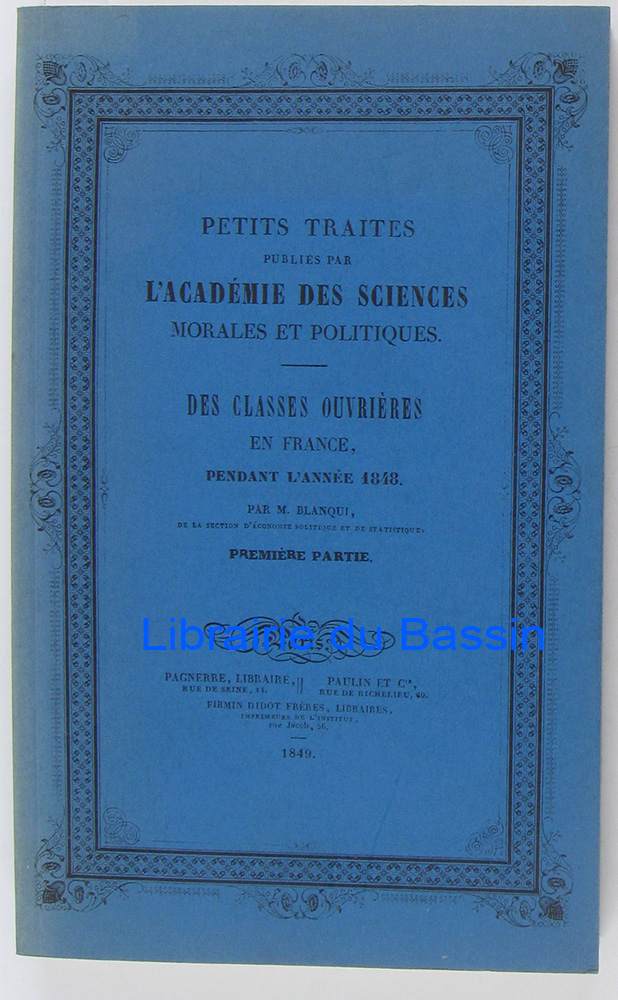 PETITS TRAITES
PUBLIÉS PAR
L'ACADÉMIE DES SCIENCES
MORALES ET POLITIQUES.
DES CLASSES OUVRIÈRES
EN FRANCE,
PENDANT L'ANNÉE 1848.
PAR M. BLANQUI,
DE LA SECTION D'ÉCONOMIE POLITIQUE ET DE STATISTIQUE,
PREMIÈRE PARTIE.
Librairie du Bassin
Paris.
PAGNERRE, LIBRAIRE, PAULIN ET Cie,
RUE DE SEINE, 14. RUE DE RICHELIEU, 60.
FIRMIN DIDOT FRÈRES, LIBRAIRES,
IMPRIMEURS DE L'INSTITUT,
rue Jacob, 56.
1849.